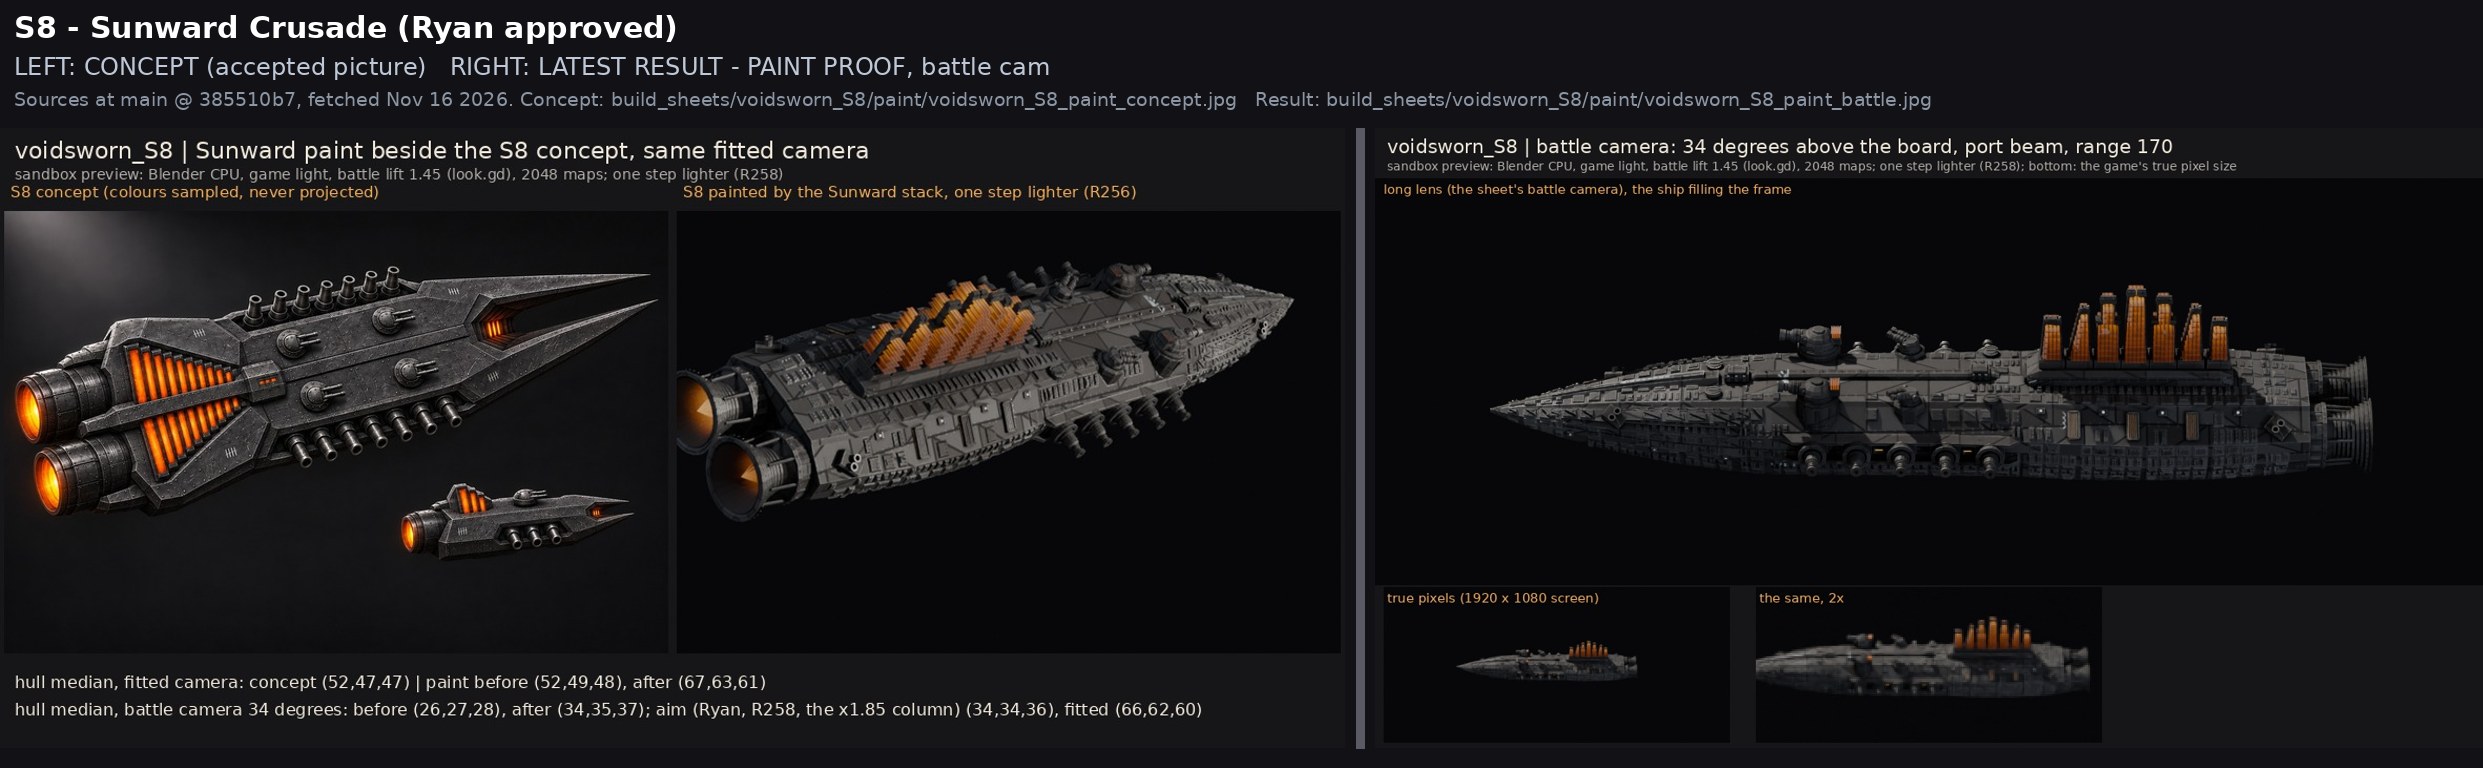 S8 - Sunward Crusade (Ryan approved)
LEFT: CONCEPT (accepted picture)   RIGHT: LATEST RESULT - PAINT PROOF, battle cam
Sources at main @ 385510b7, fetched Nov 16 2026. Concept: build_sheets/voidsworn_S8/paint/voidsworn_S8_paint_concept.jpg   Result: build_sheets/voidsworn_S8/paint/voidsworn_S8_paint_battle.jpg
voidsworn_S8 | Sunward paint beside the S8 concept, same fitted camera
sandbox preview: Blender CPU, game light, battle lift 1.45 (look.gd), 2048 maps; one step lighter (R258)
S8 concept (colours sampled, never projected)
S8 painted by the Sunward stack, one step lighter (R256)
hull median, fitted camera: concept (52,47,47) | paint before (52,49,48), after (67,63,61)
hull median, battle camera 34 degrees: before (26,27,28), after (34,35,37); aim (Ryan, R258, the x1.85 column) (34,34,36), fitted (66,62,60)
voidsworn_S8 | battle camera: 34 degrees above the board, port beam, range 170
sandbox preview: Blender CPU, game light, battle lift 1.45 (look.gd), 2048 maps; one step lighter (R258); bottom: the game's true pixel size
long lens (the sheet's battle camera), the ship filling the frame
true pixels (1920 x 1080 screen)
the same, 2x